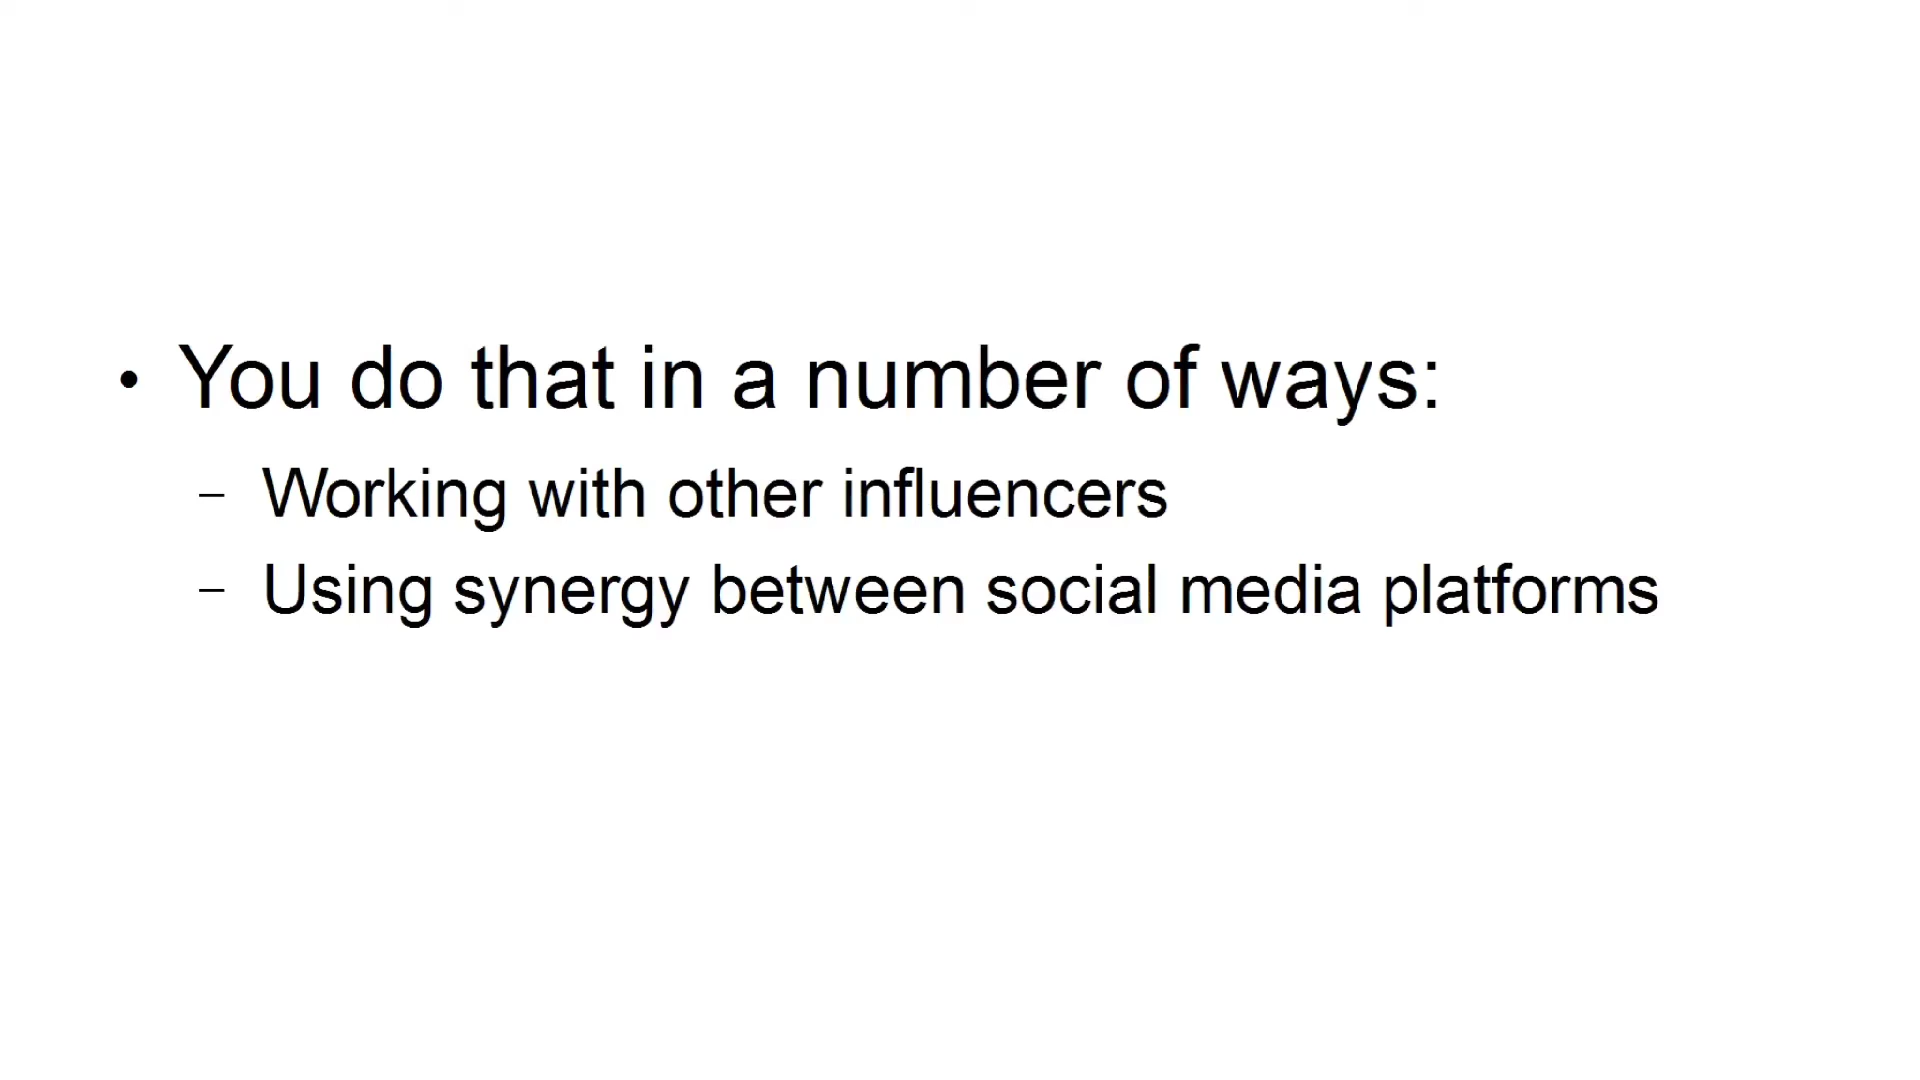 • You do that in a number of ways:
– Working with other influencers
– Using synergy between social media platforms